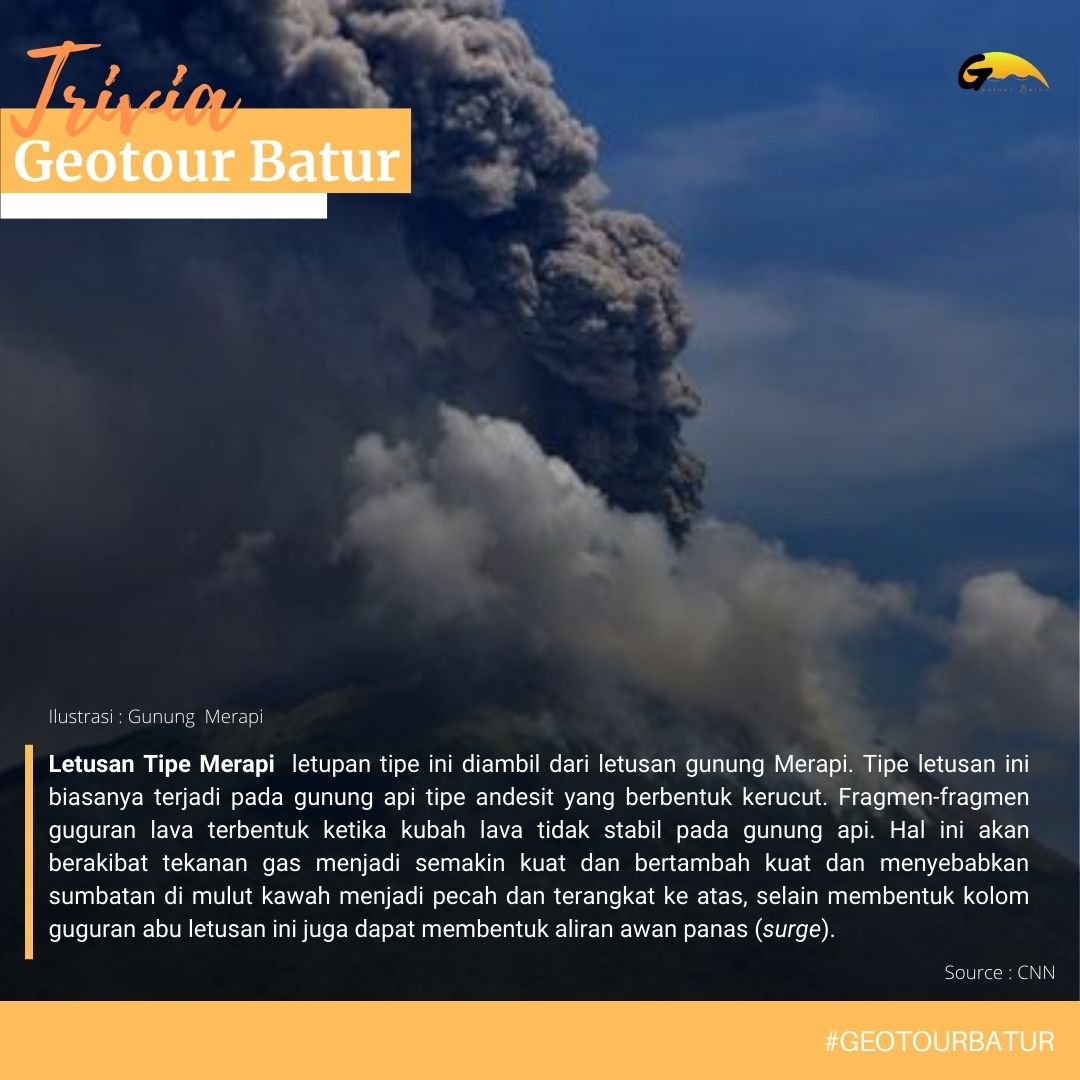 Trivia
Geotour Batur
Geotour Batur
Ilustrasi : Gunung Merapi
Letusan Tipe Merapi letupan tipe ini diambil dari letusan gunung Merapi. Tipe letusan ini
biasanya terjadi pada gunung api tipe andesit yang berbentuk kerucut. Fragmen-fragmen
guguran lava terbentuk ketika kubah lava tidak stabil pada gunung api. Hal ini akan
berakibat tekanan gas menjadi semakin kuat dan bertambah kuat dan menyebabkan
sumbatan di mulut kawah menjadi pecah dan terangkat ke atas, selain membentuk kolom
guguran abu letusan ini juga dapat membentuk aliran awan panas (surge).
Source : CNN
#GEOTOURBATUR